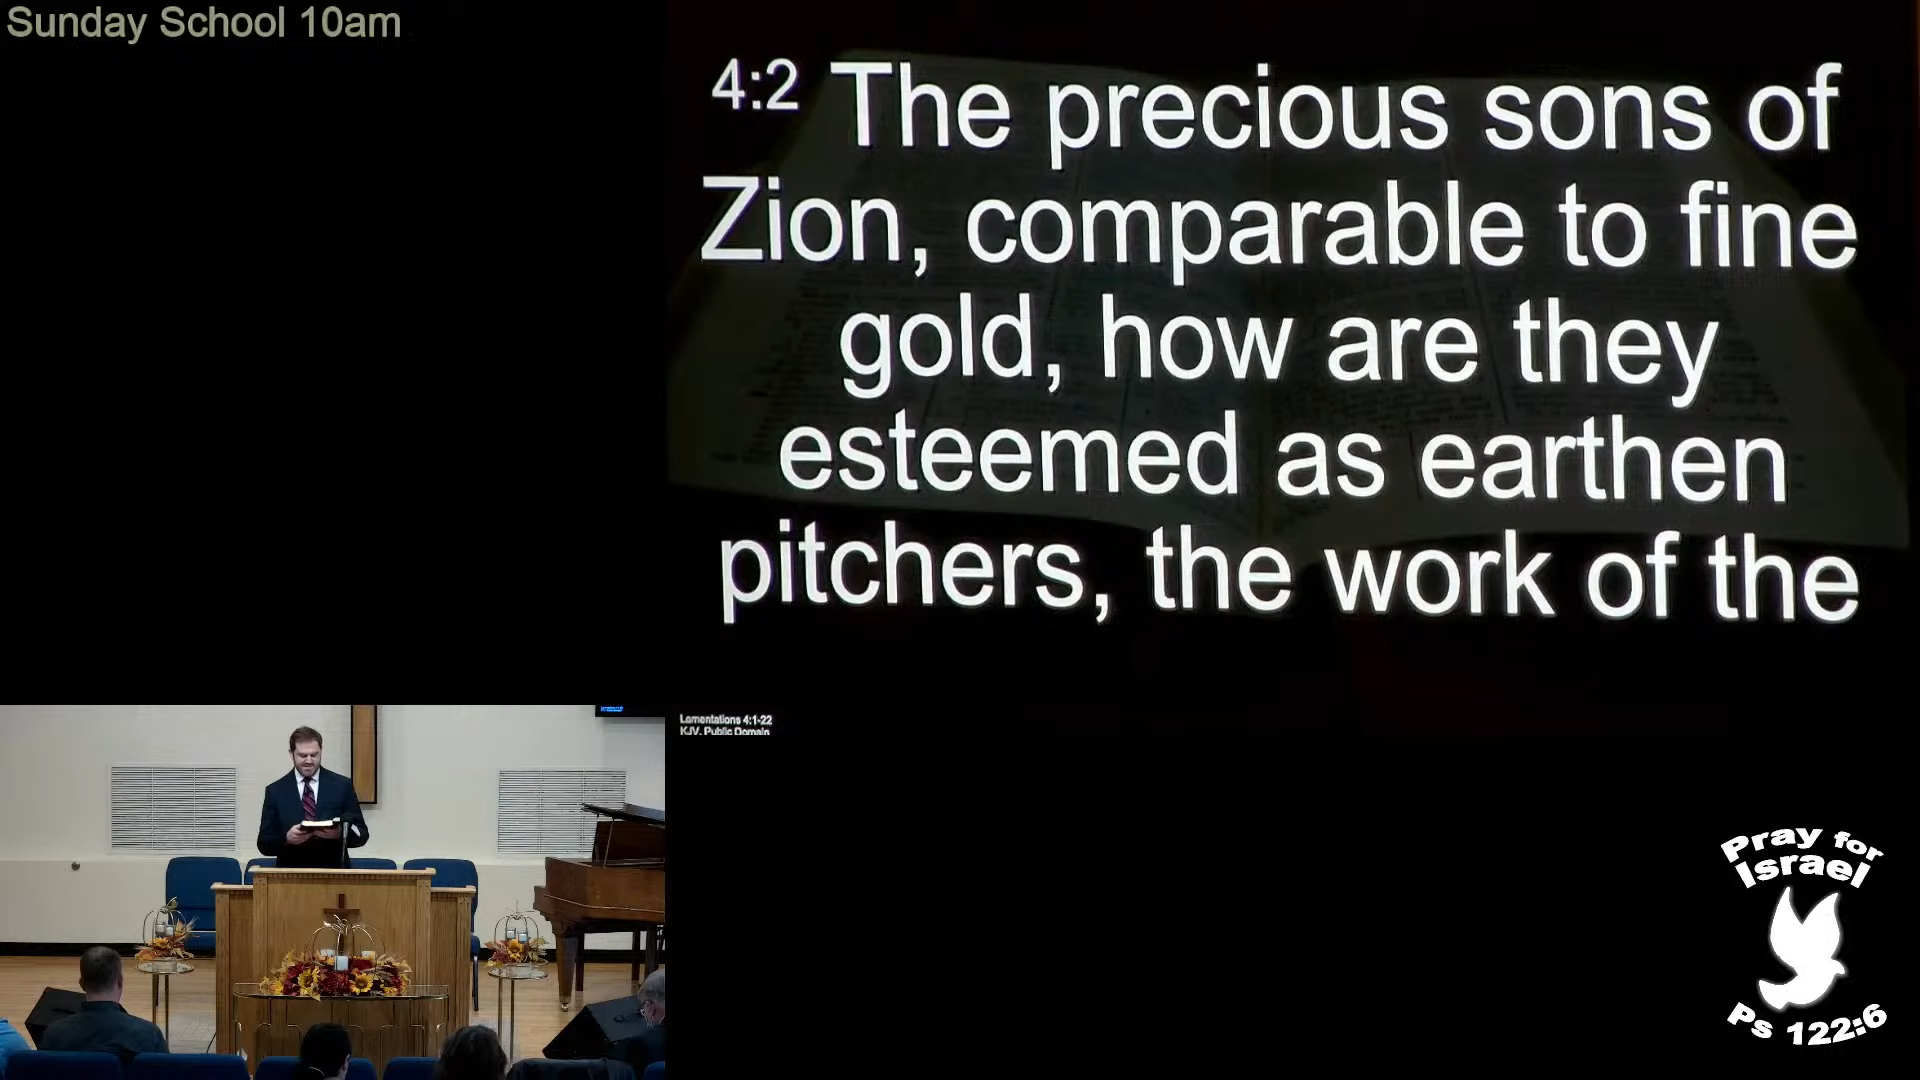 Sunday School 10am
4:2 The precious sons of
Zion, comparable to fine
gold, how are they
esteemed as earthen
pitchers, the work of the
Lamentations 4:1-22
KJV, Public Domain
Pray for
Israel
Ps 122:6